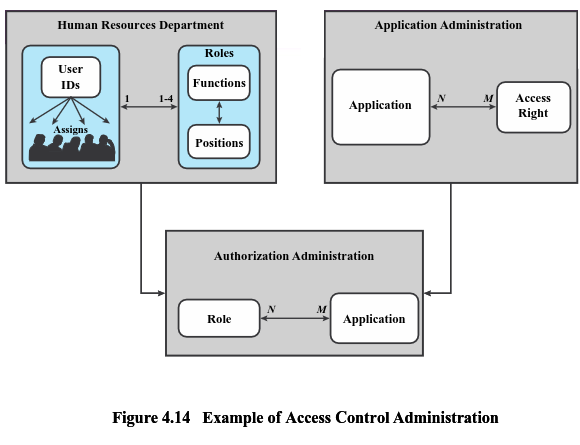 Human Resources Department
Roles
User
IDs
Assigns
1
1-4
Functions
Positions
Application Administration
Application
N
M
Access
Right
Authorization Administration
Role
N
M
Application
Figure 4.14 Example of Access Control Administration